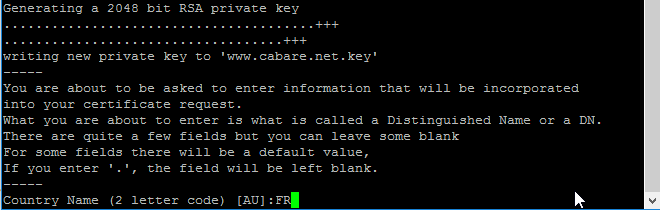 Generating a 2048 bit RSA private key
.......................................+++
...................................+++
writing new private key to 'www.cabare.net.key'
-----
You are about to be asked to enter information that will be incorporated
into your certificate request.
What you are about to enter is what is called a Distinguished Name or a DN.
There are quite a few fields but you can leave some blank
For some fields there will be a default value,
If you enter '.', the field will be left blank.
-----
Country Name (2 letter code) [AU]:FR